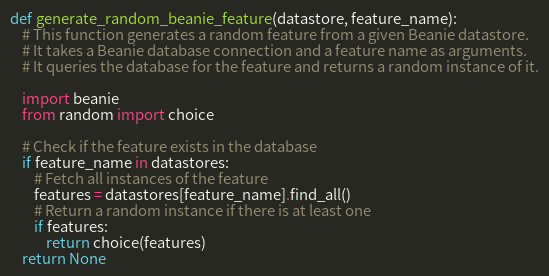 def generate_random_beanie_feature(datastore, feature_name):
    # This function generates a random feature from a given Beanie datastore.
    # It takes a Beanie database connection and a feature name as arguments.
    # It queries the database for the feature and returns a random instance of it.

    import beanie
    from random import choice

    # Check if the feature exists in the database
    if feature_name in datastores:
        # Fetch all instances of the feature
        features = datastores[feature_name].find_all()
        # Return a random instance if there is at least one
        if features:
            return choice(features)
    return None